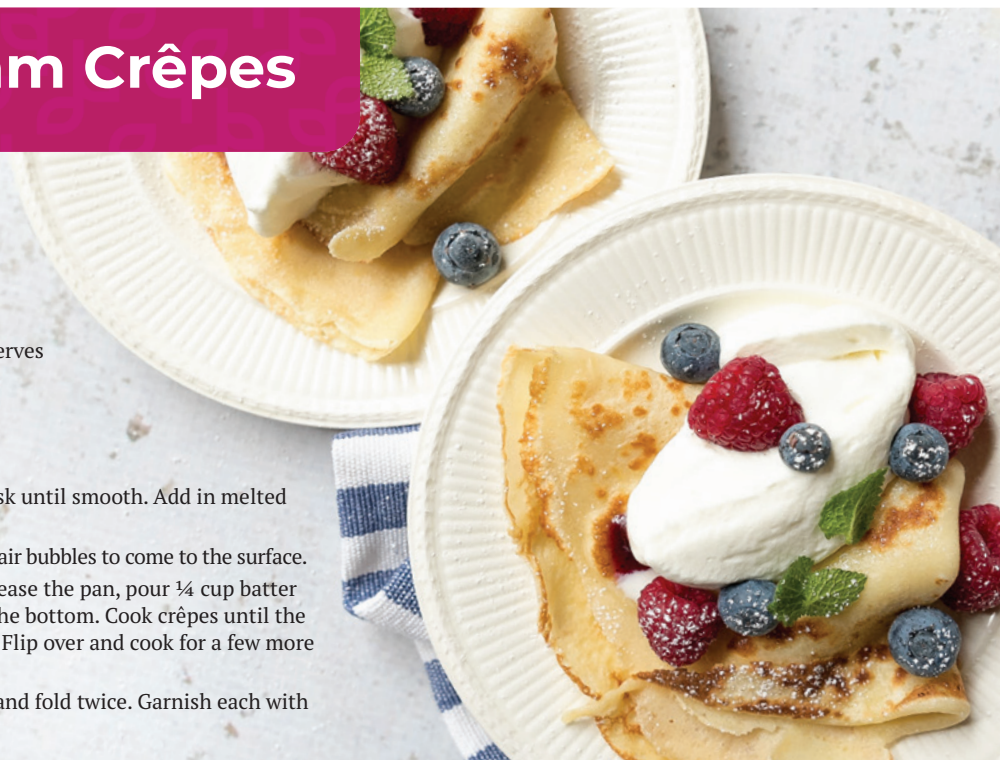 am Crêpes
erves
sk until smooth. Add in melted
air bubbles to come to the surface.
ease the pan, pour ¼ cup batter
he bottom. Cook crêpes until the
Flip over and cook for a few more
and fold twice. Garnish each with